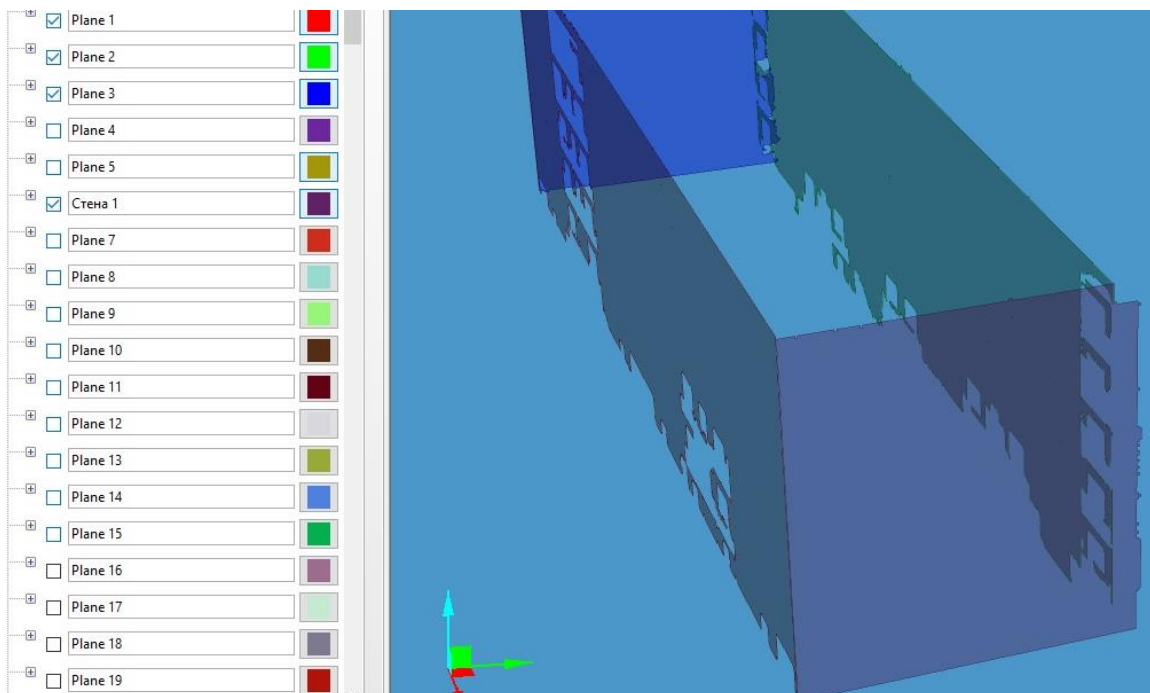 Plane 1
Plane 2
Plane 3
Plane 4
Plane 5
Стена 1
Plane 7
Plane 8
Plane 9
Plane 10
Plane 11
Plane 12
Plane 13
Plane 14
Plane 15
Plane 16
Plane 17
Plane 18
Plane 19